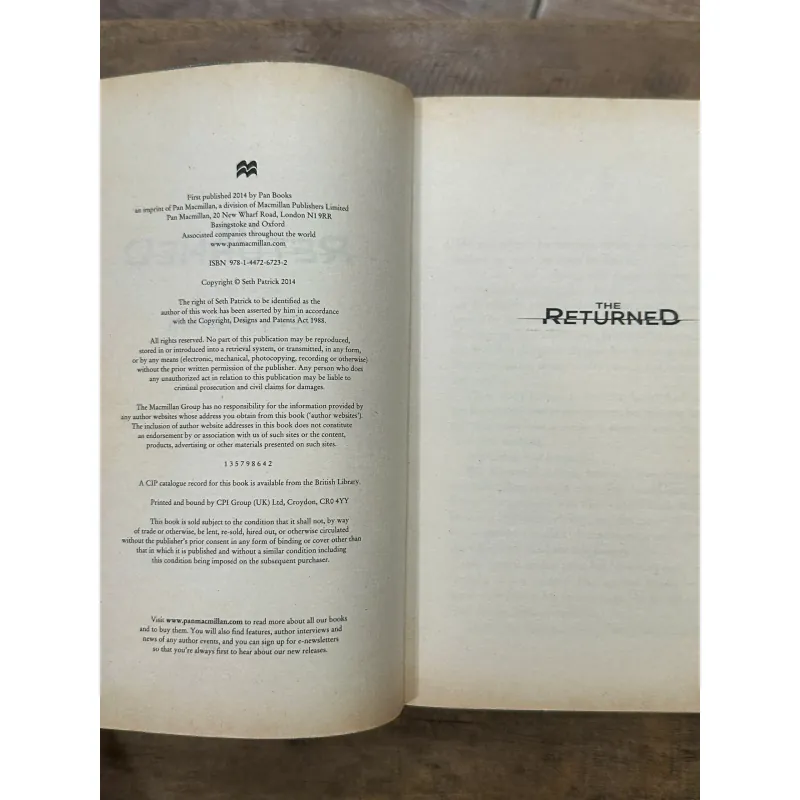 First published 2014 by Pan Books
an imprint of Pan Macmillan, a division of Macmillan Publishers Limited
Pan Macmillan, 20 New Wharf Road, London N1 9RR
Basingstoke and Oxford
Associated companies throughout the world
www.panmacmillan.com
ISBN 978-1-4472-6723-2
Copyright © Seth Patrick 2014
The right of Seth Patrick to be identified as the
author of this work has been asserted by him in accordance
with the Copyright, Designs and Patents Act 1988.
All rights reserved. No part of this publication may be reproduced,
stored in or introduced into a retrieval system, or transmitted, in any form,
or by any means (electronic, mechanical, photocopying, recording or otherwise)
without the prior written permission of the publisher. Any person who does
any unauthorized act in relation to this publication may be liable to
criminal prosecution and civil claims for damages.
The Macmillan Group has no responsibility for the information provided by
any author websites whose address you obtain from this book ('author websites').
The inclusion of author website addresses in this book does not constitute
an endorsement by or association with us of such sites or the content,
products, advertising or other materials presented on such sites.
1 3 5 7 9 8 6 4 2
A CIP catalogue record for this book is available from the British Library.
Printed and bound by CPI Group (UK) Ltd, Croydon, CR0 4YY
This book is sold subject to the condition that it shall not, by way
of trade or otherwise, be lent, re-sold, hired out, or otherwise circulated
without the publisher's prior consent in any form of binding or cover other than
that in which it is published and without a similar condition including
this condition being imposed on the subsequent purchaser.
Visit www.panmacmillan.com to read more about all our books
and to buy them. You will also find features, author interviews and
news of any author events, and you can sign up for e-newsletters
so that you're always first to hear about our new releases.
THE
RETURNED